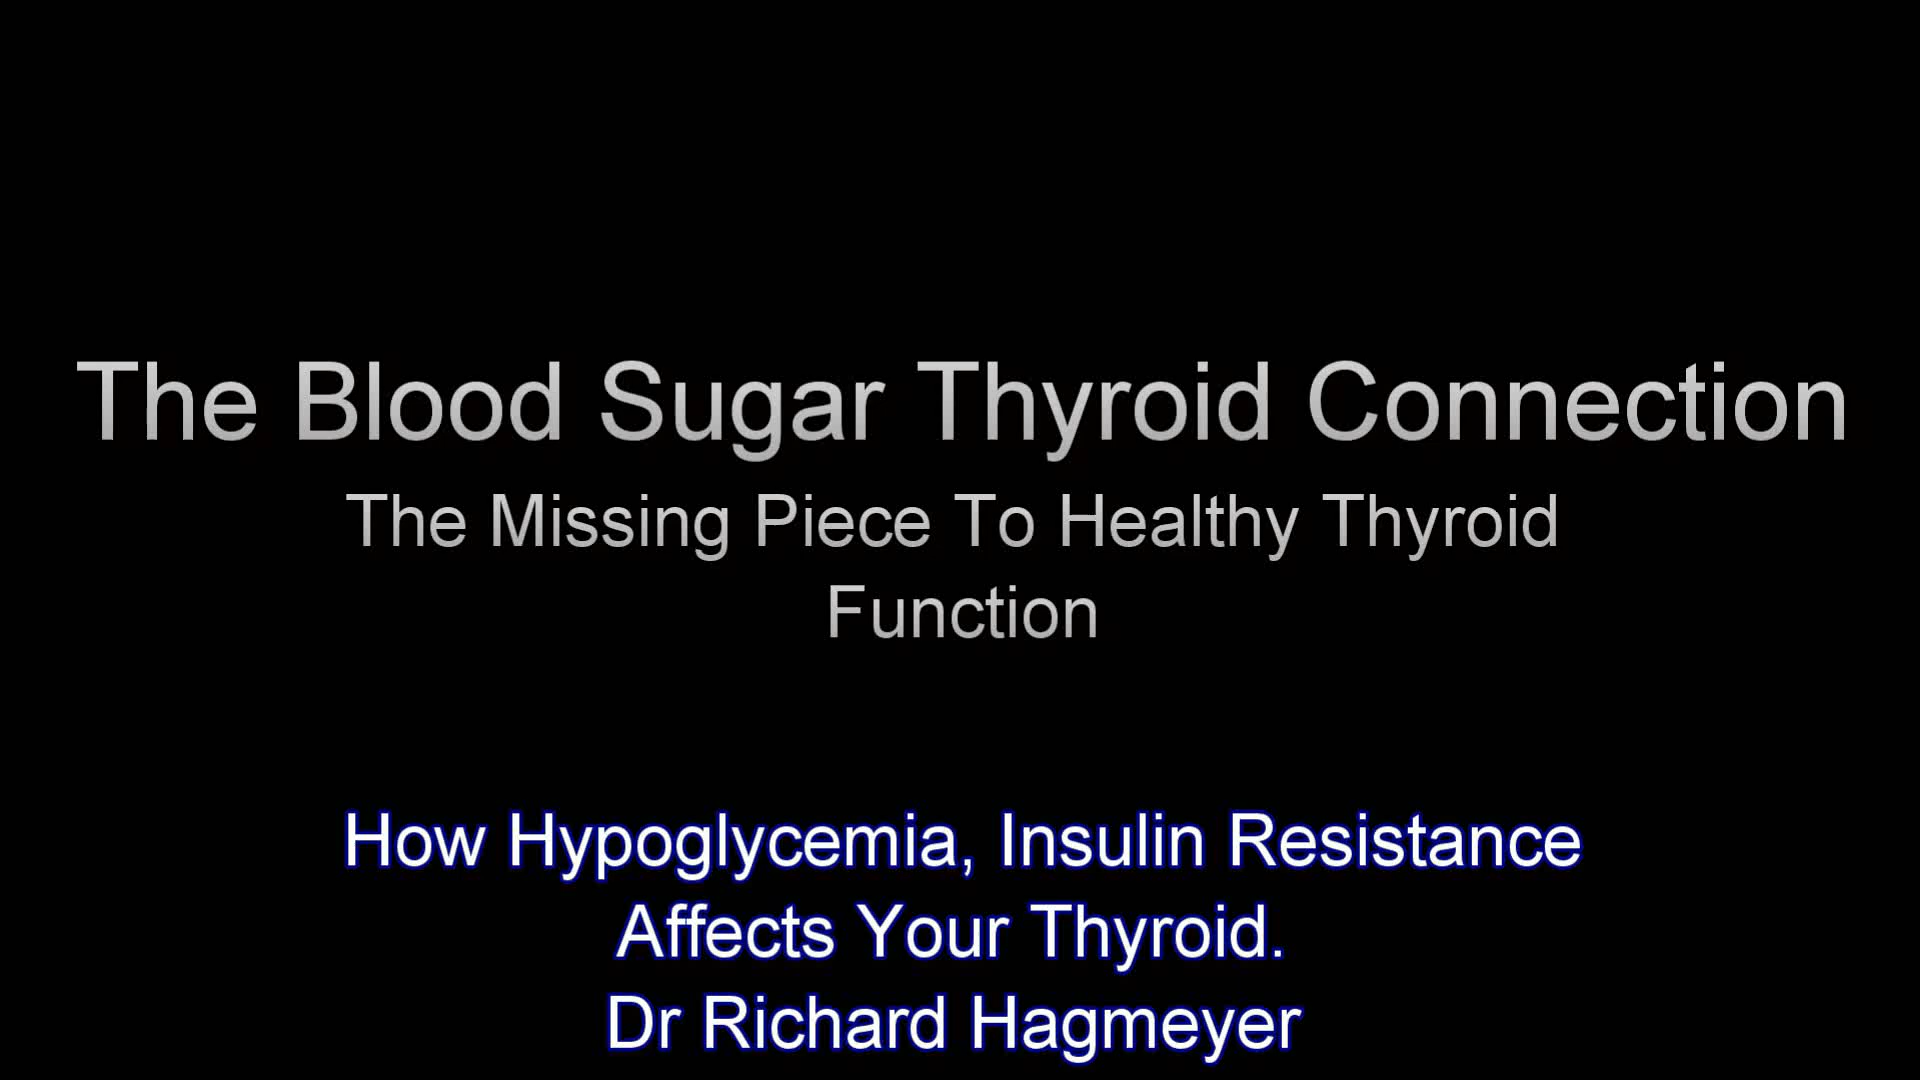 The Blood Sugar Thyroid Connection
The Missing Piece To Healthy Thyroid
Function
How Hypoglycemia, Insulin Resistance
Affects Your Thyroid.
Dr Richard Hagmeyer